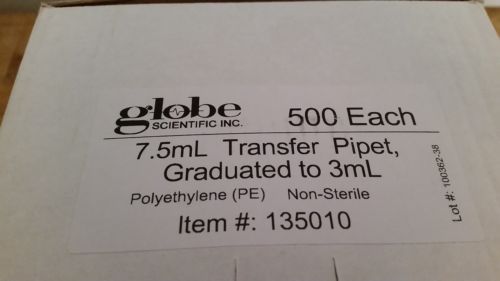 globe
SCIENTIFIC INC.
500 Each
7.5mL Transfer Pipet,
Graduated to 3mL
Polyethylene (PE) Non-Sterile
Item #: 135010
Lot #: 100362-38